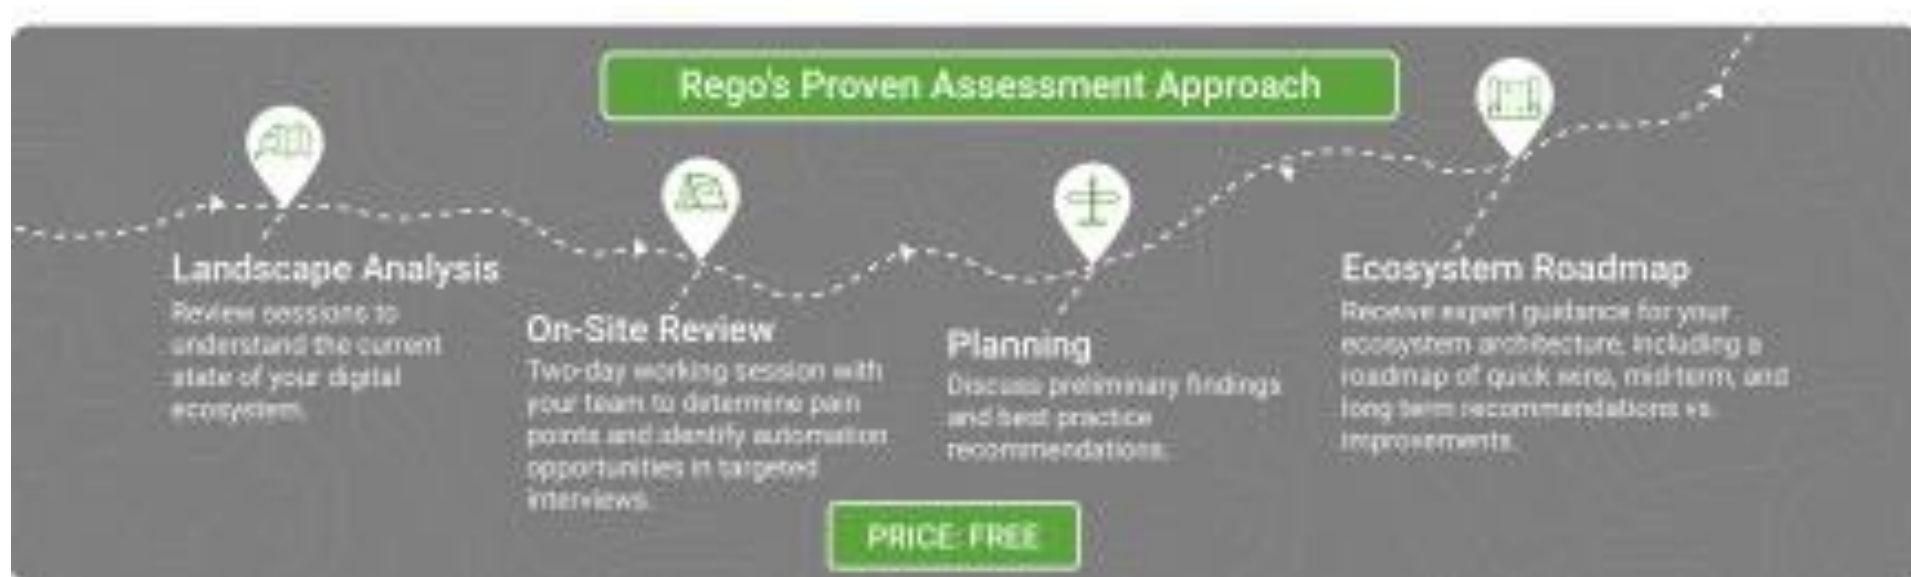 Rego's Proven Assessment Approach
Landscape Analysis
Review sessions to
understand the current
state of your digital
ecosystem.
On-Site Review
Two-day working session with
your team to determine pain
points and identify automation
opportunities in targeted
interviews.
Planning
Discuss preliminary findings
and best practice
recommendations.
Ecosystem Roadmap
Receive expert guidance for your
ecosystem architecture, including a
roadmap of quick wins, mid-term, and
long term recommendations vs.
improvements.
PRICE: FREE